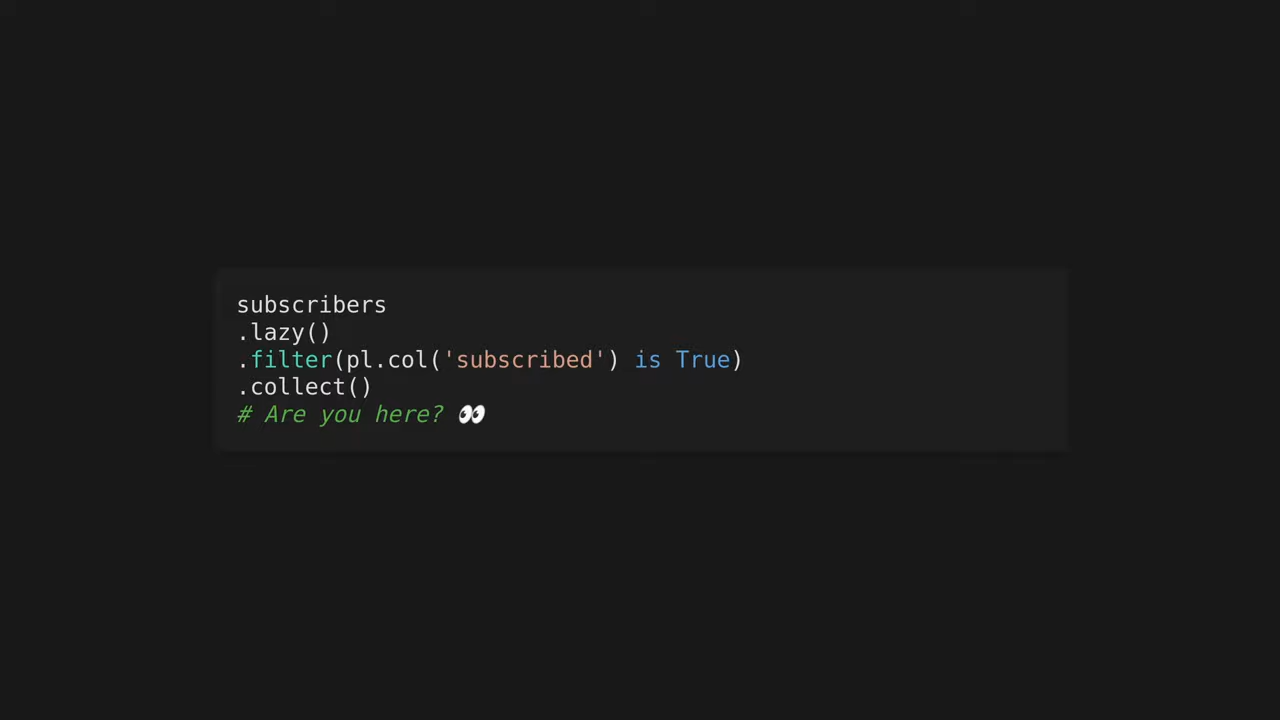 subscribers
.lazy()
.filter(pl.col('subscribed') is True)
.collect()
# Are you here? 👀